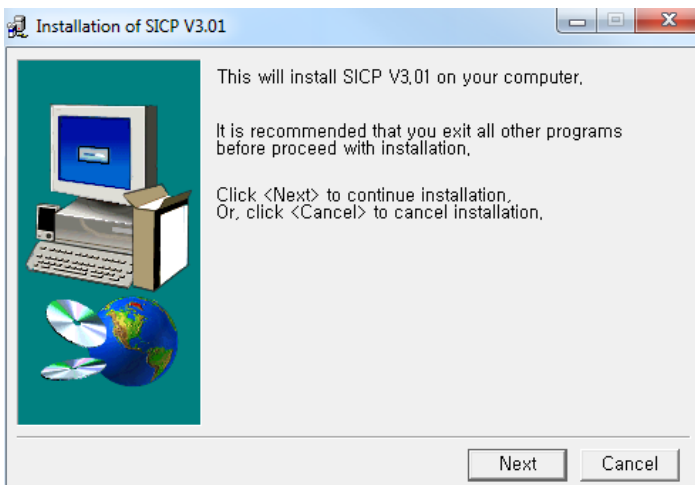 Installation of SICP V3.01
This will install SICP V3.01 on your computer.
It is recommended that you exit all other programs
before proceed with installation.
Click <Next> to continue installation.
Or, click <Cancel> to cancel installation.
Next
Cancel